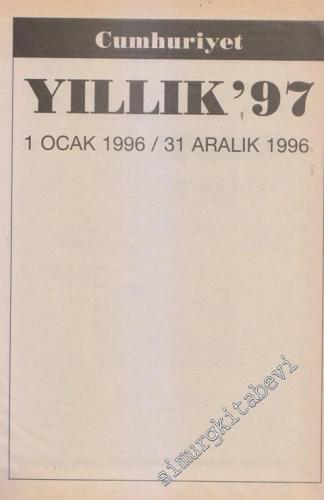 Cumhuriyet
YILLIK '97
1 OCAK 1996 / 31 ARALIK 1996
simurgkitabevi